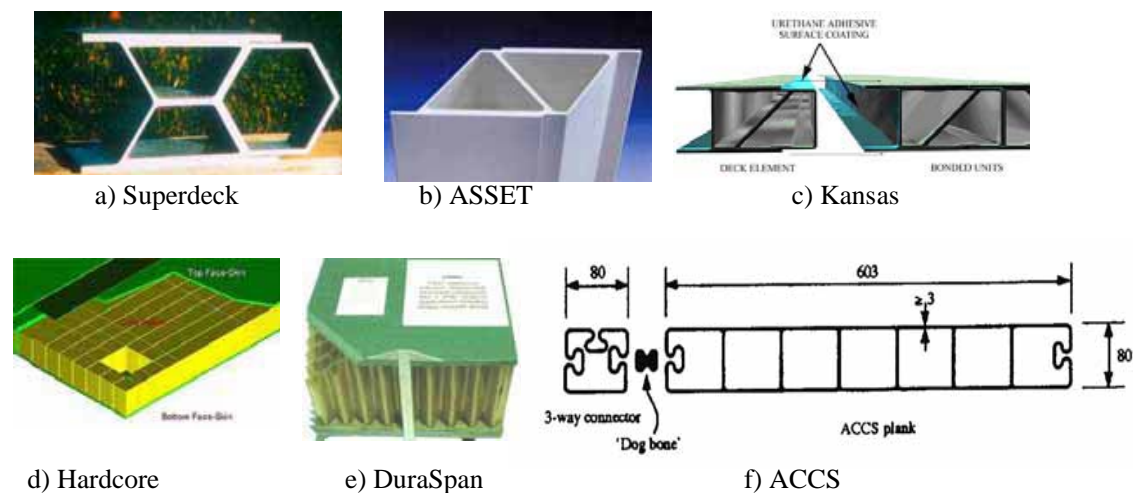 URETHANE ADHESIVE
SURFACE COATING
DECK ELEMENT
BONDED UNITS
a) Superdeck
b) ASSET
c) Kansas
Top Face-Skin
Bottom Face-Skin
80
603
≥ 3
80
3-way connector
'Dog bone'
ACCS plank
d) Hardcore
e) DuraSpan
f) ACCS